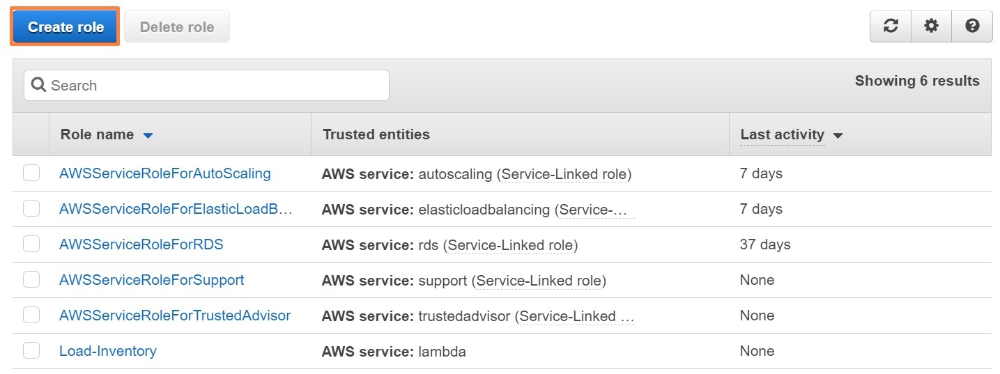 Create role Delete role
Search
Showing 6 results
Role name Trusted entities Last activity
AWSServiceRoleForAutoScaling AWS service: autoscaling (Service-Linked role) 7 days
AWSServiceRoleForElasticLoadB… AWS service: elasticloadbalancing (Service-… 7 days
AWSServiceRoleForRDS AWS service: rds (Service-Linked role) 37 days
AWSServiceRoleForSupport AWS service: support (Service-Linked role) None
AWSServiceRoleForTrustedAdvisor AWS service: trustedadvisor (Service-Linked … None
Load-Inventory AWS service: lambda None